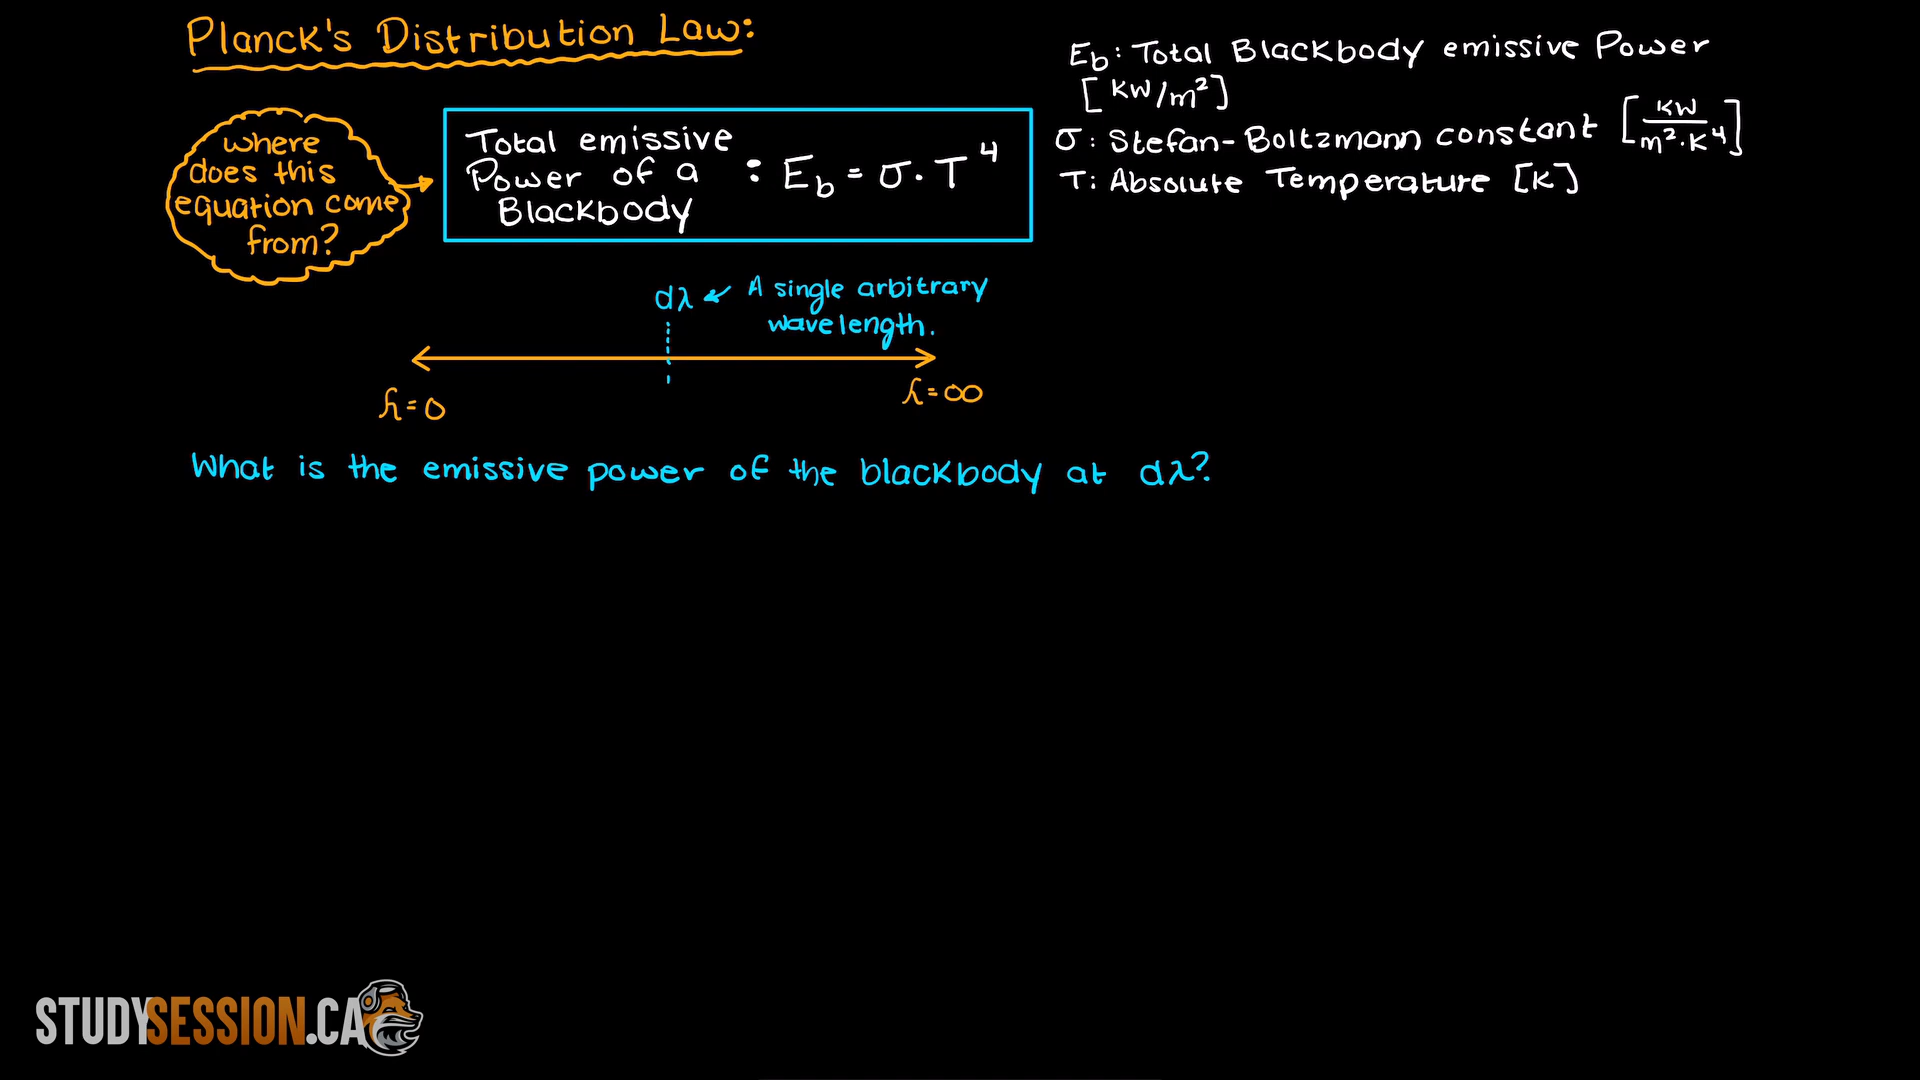 Planck's Distribution Law:
where
does this
equation come
from?
Total emissive
Power of a
Blackbody
: E_b = σ · T^4
E_b: Total Blackbody emissive Power
[kW/m²]
σ: Stefan-Boltzmann constant [kW / m²·K⁴]
T: Absolute Temperature [K]
dλ ↙ A single arbitrary
wavelength.
λ=0
λ=∞
What is the emissive power of the blackbody at dλ?
STUDYSESSION.CA